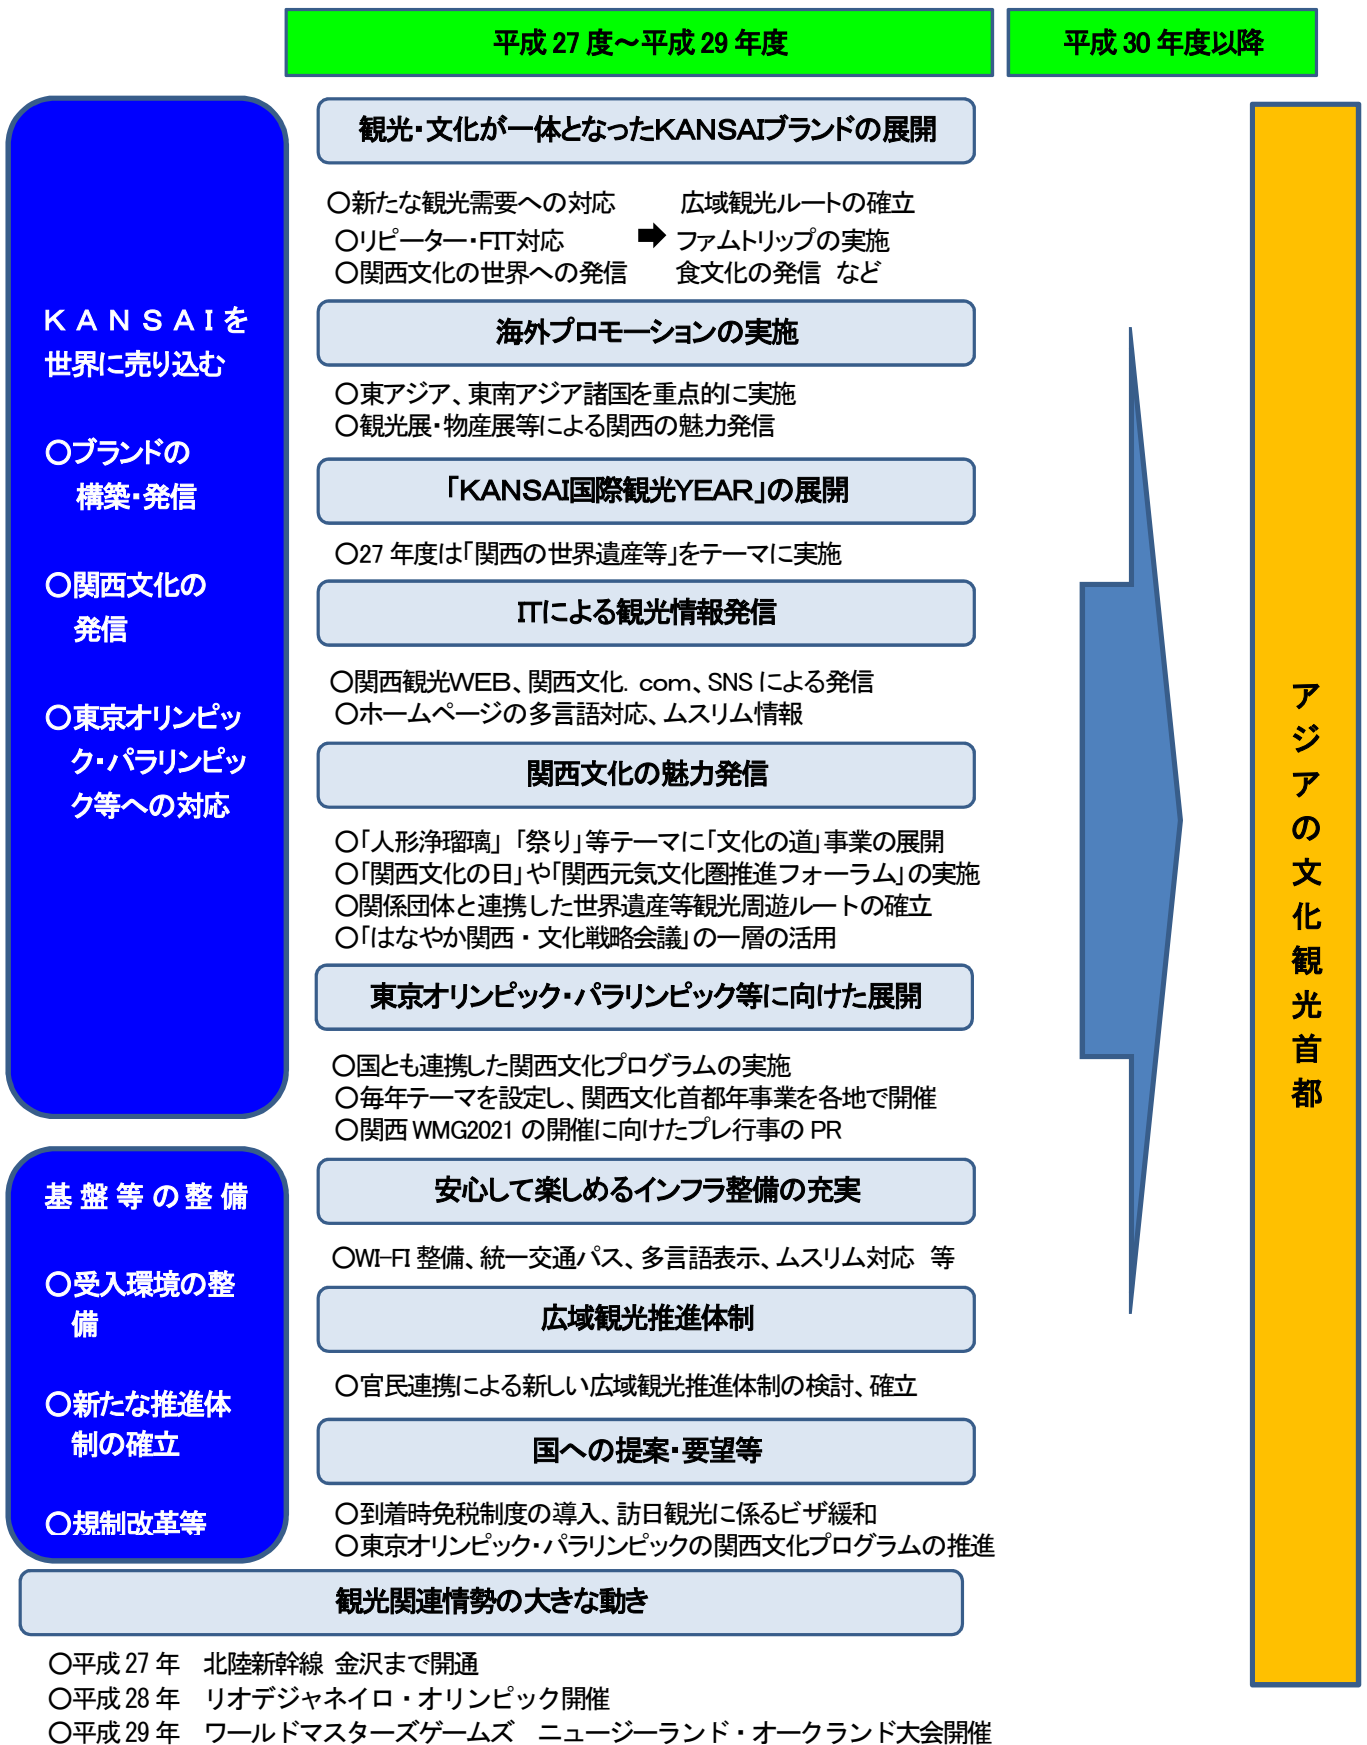 平成 27 度～平成 29 年度
平成 30 年度以降
ＫＡＮＳＡＩを
世界に売り込む
○ブランドの
構築・発信
○関西文化の
発信
○東京オリンピッ
ク・パラリンピッ
ク等への対応
観光・文化が一体となったKANSAIブランドの展開
○新たな観光需要への対応　広域観光ルートの確立
○リピーター・FIT対応　➡　ファムトリップの実施
○関西文化の世界への発信　食文化の発信　など
海外プロモーションの実施
○東アジア、東南アジア諸国を重点的に実施
○観光展・物産展等による関西の魅力発信
「KANSAI国際観光YEAR」の展開
○27 年度は「関西の世界遺産等」をテーマに実施
ITによる観光情報発信
○関西観光WEB、関西文化．com、SNS による発信
○ホームページの多言語対応、ムスリム情報
関西文化の魅力発信
○「人形浄瑠璃」「祭り」等テーマに「文化の道」事業の展開
○「関西文化の日」や「関西元気文化圏推進フォーラム」の実施
○関係団体と連携した世界遺産等観光周遊ルートの確立
○「はなやか関西・文化戦略会議」の一層の活用
東京オリンピック・パラリンピック等に向けた展開
○国とも連携した関西文化プログラムの実施
○毎年テーマを設定し、関西文化首都年事業を各地で開催
○関西 WMG2021 の開催に向けたプレ行事の PR
基盤等の整備
○受入環境の整
備
○新たな推進体
制の確立
○規制改革等
安心して楽しめるインフラ整備の充実
○WI-FI 整備、統一交通パス、多言語表示、ムスリム対応　等
広域観光推進体制
○官民連携による新しい広域観光推進体制の検討、確立
国への提案・要望等
○到着時免税制度の導入、訪日観光に係るビザ緩和
○東京オリンピック・パラリンピックの関西文化プログラムの推進
アジアの文化観光首都
観光関連情勢の大きな動き
○平成 27 年　北陸新幹線 金沢まで開通
○平成 28 年　リオデジャネイロ・オリンピック開催
○平成 29 年　ワールドマスターズゲームズ　ニュージーランド・オークランド大会開催